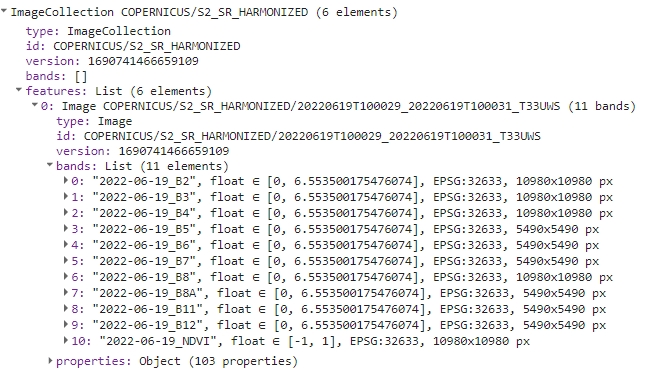 ImageCollection COPERNICUS/S2_SR_HARMONIZED (6 elements)
type: ImageCollection
id: COPERNICUS/S2_SR_HARMONIZED
version: 1690741466659109
bands: []
features: List (6 elements)
0: Image COPERNICUS/S2_SR_HARMONIZED/20220619T100029_20220619T100031_T33UWS (11 bands)
type: Image
id: COPERNICUS/S2_SR_HARMONIZED/20220619T100029_20220619T100031_T33UWS
version: 1690741466659109
bands: List (11 elements)
0: "2022-06-19_B2", float ∈ [0, 6.553500175476074], EPSG:32633, 10980x10980 px
1: "2022-06-19_B3", float ∈ [0, 6.553500175476074], EPSG:32633, 10980x10980 px
2: "2022-06-19_B4", float ∈ [0, 6.553500175476074], EPSG:32633, 10980x10980 px
3: "2022-06-19_B5", float ∈ [0, 6.553500175476074], EPSG:32633, 5490x5490 px
4: "2022-06-19_B6", float ∈ [0, 6.553500175476074], EPSG:32633, 5490x5490 px
5: "2022-06-19_B7", float ∈ [0, 6.553500175476074], EPSG:32633, 5490x5490 px
6: "2022-06-19_B8", float ∈ [0, 6.553500175476074], EPSG:32633, 10980x10980 px
7: "2022-06-19_B8A", float ∈ [0, 6.553500175476074], EPSG:32633, 5490x5490 px
8: "2022-06-19_B11", float ∈ [0, 6.553500175476074], EPSG:32633, 5490x5490 px
9: "2022-06-19_B12", float ∈ [0, 6.553500175476074], EPSG:32633, 5490x5490 px
10: "2022-06-19_NDVI", float ∈ [-1, 1], EPSG:32633, 10980x10980 px
properties: Object (103 properties)